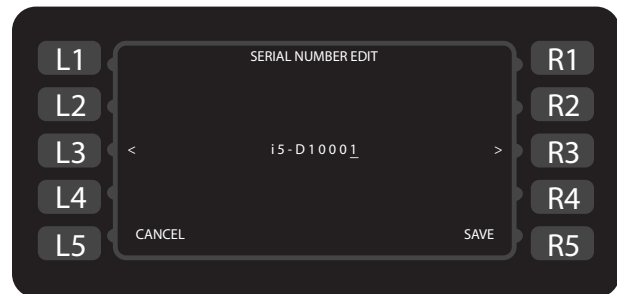 SERIAL NUMBER EDIT
L1 R1
L2 R2
L3 < i5-D10001 > R3
L4 R4
L5 CANCEL SAVE R5